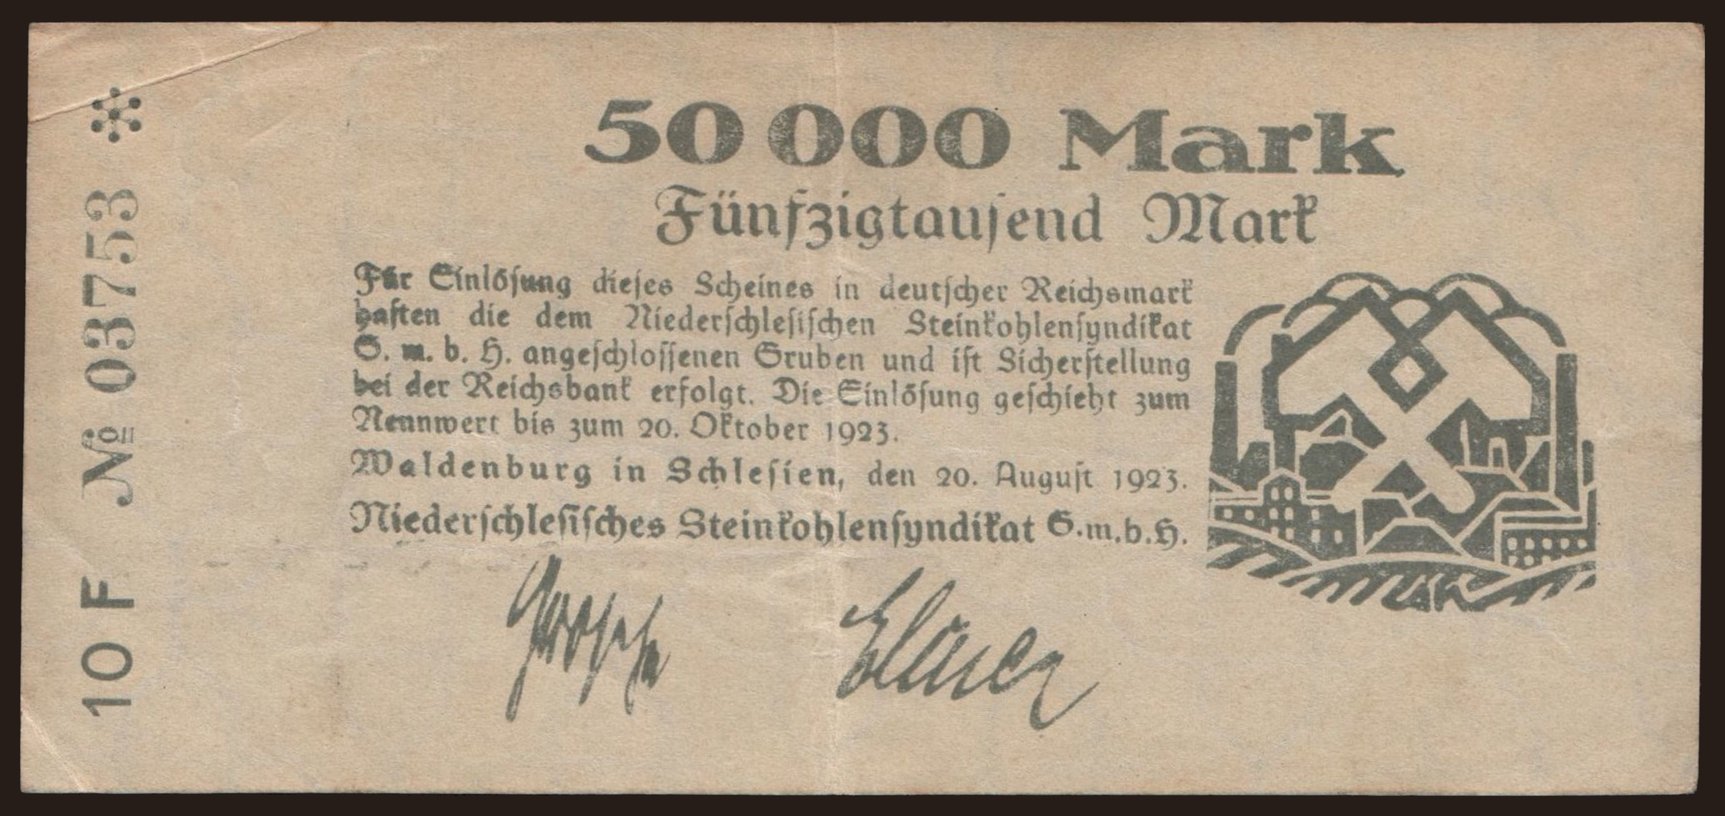 50 000 Mark
Fünfzigtausend Mark
Für Einlösung dieses Scheines in deutscher Reichsmark
haften die dem Niederschlesischen Steinkohlensyndikat
G. m. b. H. angeschlossenen Gruben und ist Sicherstellung
bei der Reichsbank erfolgt. Die Einlösung geschieht zum
Nennwert bis zum 20. Oktober 1923.
Waldenburg in Schlesien, den 20. August 1923.
Niederschlesisches Steinkohlensyndikat G.m.b.H.
10 F № 03753 *